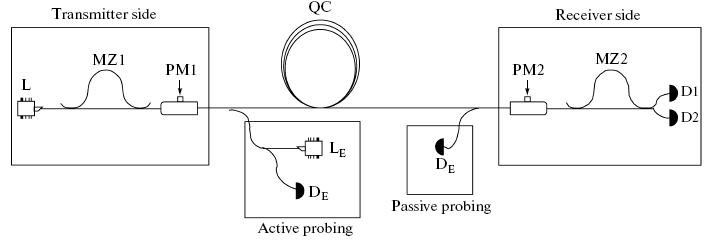 Transmitter side
QC
Receiver side
MZ1
MZ2
L
PM1
PM2
D1
D2
LE
DE
DE
Passive probing
Active probing